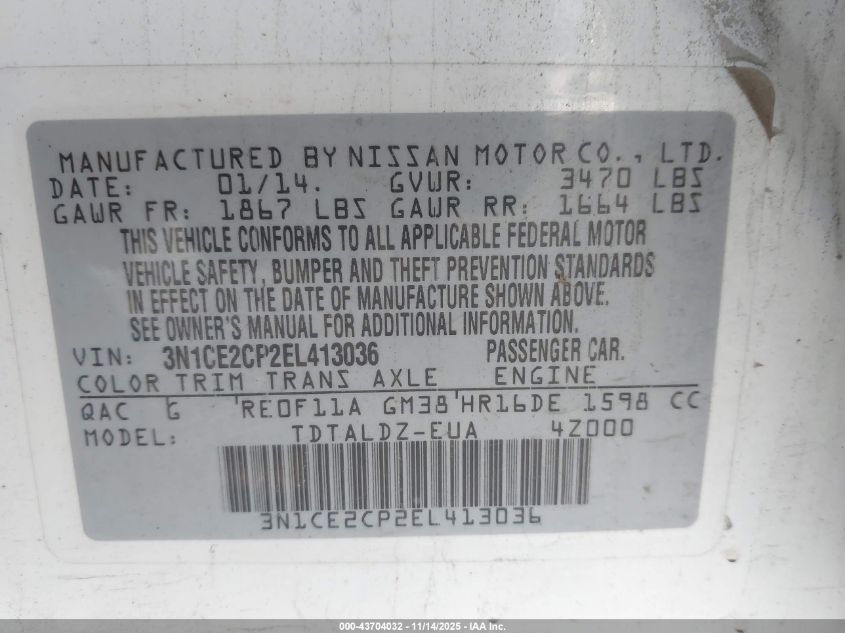 MANUFACTURED BY NISSAN MOTOR CO., LTD.
DATE: 01/14. GVWR: 3470 LBS
GAWR FR: 1867 LBS GAWR RR: 1664 LBS
THIS VEHICLE CONFORMS TO ALL APPLICABLE FEDERAL MOTOR
VEHICLE SAFETY, BUMPER AND THEFT PREVENTION STANDARDS
IN EFFECT ON THE DATE OF MANUFACTURE SHOWN ABOVE.
SEE OWNER'S MANUAL FOR ADDITIONAL INFORMATION.
VIN: 3N1CE2CP2EL413036 PASSENGER CAR.
COLOR TRIM TRANS AXLE ENGINE
QAC G 'RE0F11A GM38'HR16DE 1598 CC
MODEL: TDTALDZ-EUA 4Z000
3N1CE2CP2EL413036
000-43704032 - 11/14/2025 - IAA Inc.